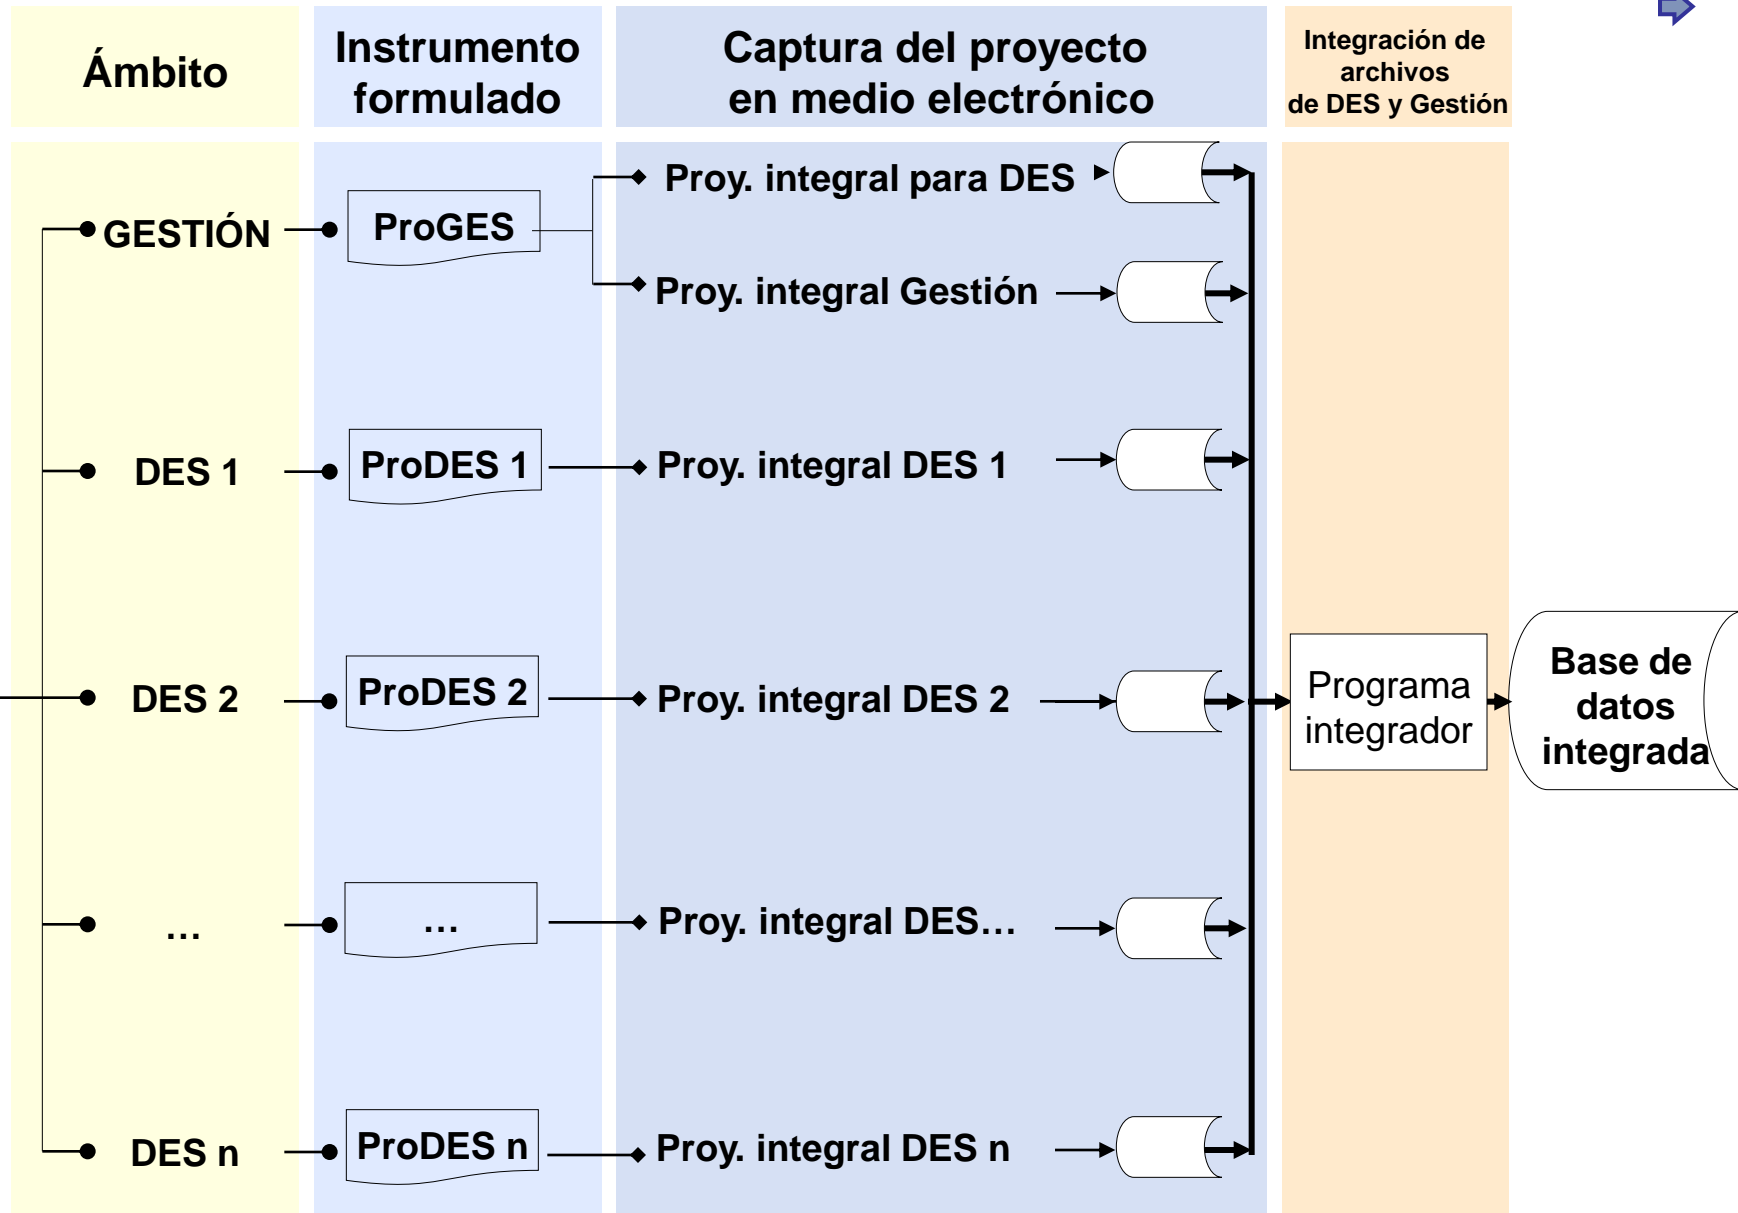 Ámbito
Instrumento
formulado
Captura del proyecto
en medio electrónico
Integración de
archivos
de DES y Gestión
GESTIÓN
ProGES
Proy. integral para DES
Proy. integral Gestión
DES 1
ProDES 1
Proy. integral DES 1
DES 2
ProDES 2
Proy. integral DES 2
Programa
integrador
Base de
datos
integrada
…
…
Proy. integral DES…
DES n
ProDES n
Proy. integral DES n